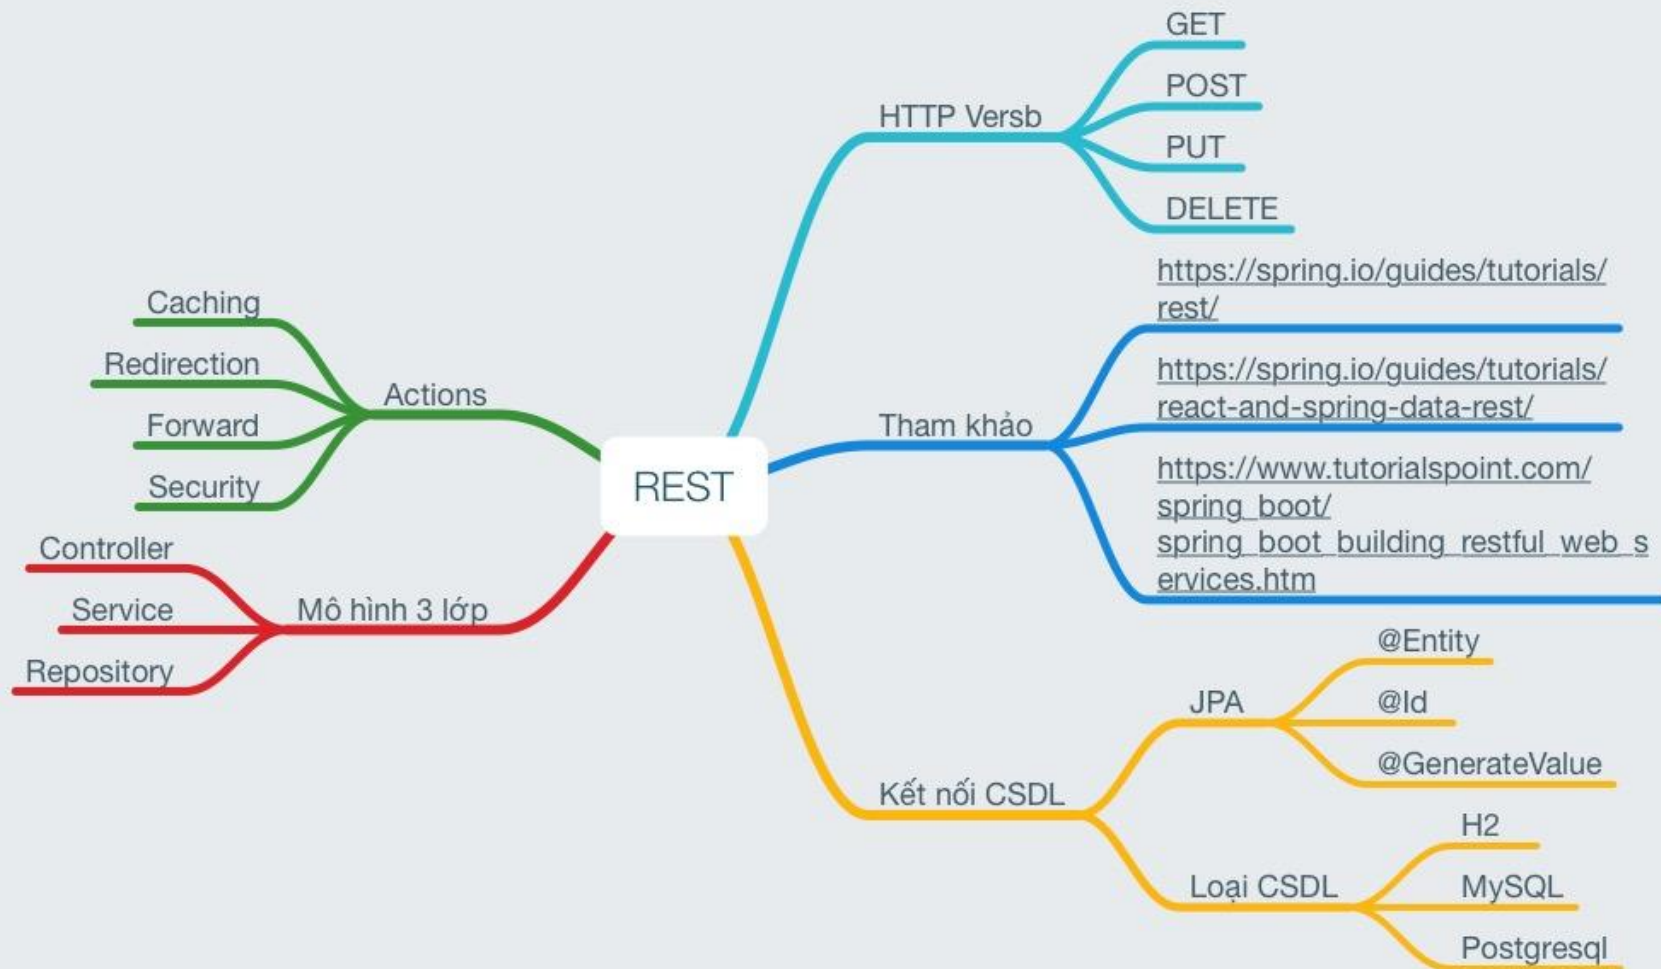 REST
HTTP Versb
GET
POST
PUT
DELETE
Tham khảo
https://spring.io/guides/tutorials/
rest/
https://spring.io/guides/tutorials/
react-and-spring-data-rest/
https://www.tutorialspoint.com/
spring_boot/
spring_boot_building_restful_web_s
ervices.htm
Kết nối CSDL
JPA
@Entity
@Id
@GenerateValue
Loại CSDL
H2
MySQL
Postgresql
Actions
Caching
Redirection
Forward
Security
Mô hình 3 lớp
Controller
Service
Repository